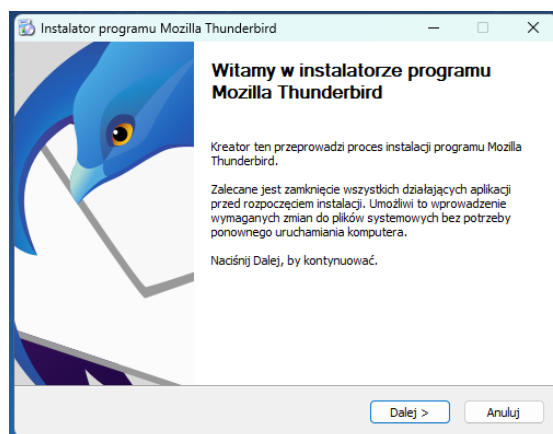 Instalator programu Mozilla Thunderbird
Witamy w instalatorze programu
Mozilla Thunderbird
Kreator ten przeprowadzi proces instalacji programu Mozilla
Thunderbird.
Zalecane jest zamknięcie wszystkich działających aplikacji
przed rozpoczęciem instalacji. Umożliwi to wprowadzenie
wymaganych zmian do plików systemowych bez potrzeby
ponownego uruchamiania komputera.
Naciśnij Dalej, by kontynuować.
Dalej >
Anuluj